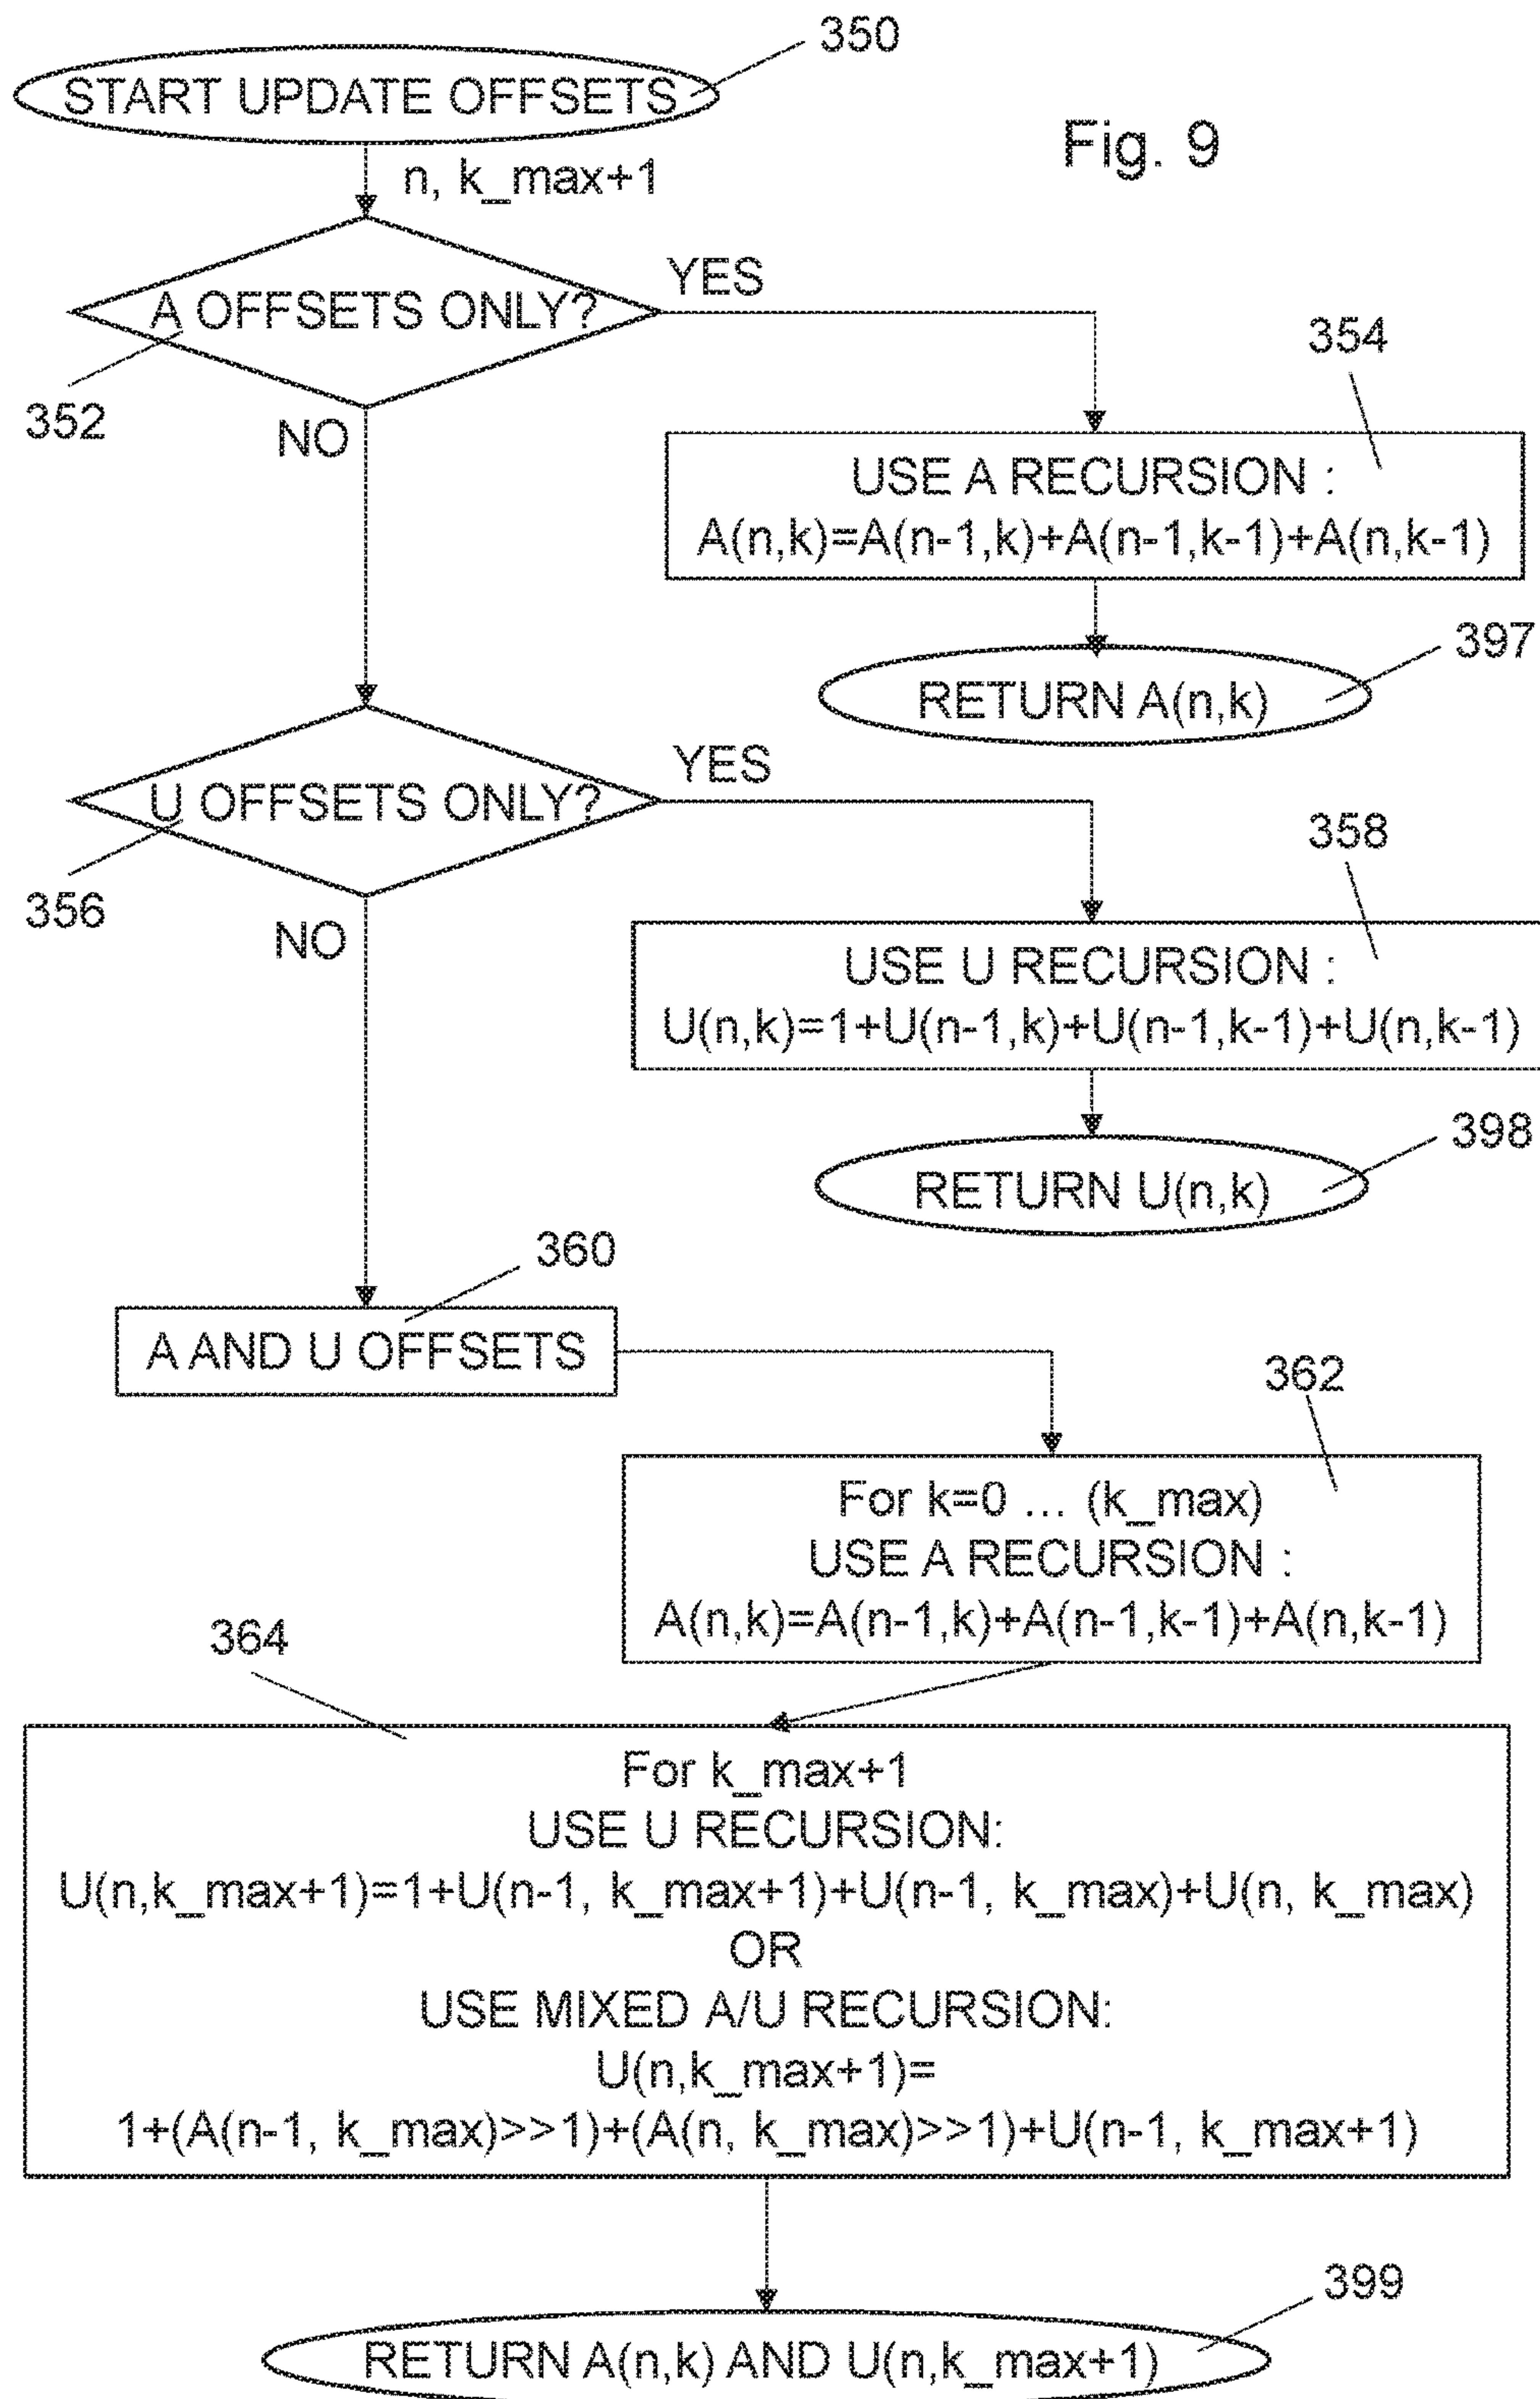 350
START UPDATE OFFSETS
Fig. 9
n, k_max+1
A OFFSETS ONLY?
YES
352
NO
354
USE A RECURSION :
A(n,k)=A(n-1,k)+A(n-1,k-1)+A(n,k-1)
397
RETURN A(n,k)
U OFFSETS ONLY?
YES
356
NO
358
USE U RECURSION :
U(n,k)=1+U(n-1,k)+U(n-1,k-1)+U(n,k-1)
398
RETURN U(n,k)
360
A AND U OFFSETS
362
For k=0 ... (k_max)
USE A RECURSION :
A(n,k)=A(n-1,k)+A(n-1,k-1)+A(n,k-1)
364
For k_max+1
USE U RECURSION:
U(n,k_max+1)=1+U(n-1, k_max+1)+U(n-1, k_max)+U(n, k_max)
OR
USE MIXED A/U RECURSION:
U(n,k_max+1)=
1+(A(n-1, k_max)>>1)+(A(n, k_max)>>1)+U(n-1, k_max+1)
399
RETURN A(n,k) AND U(n,k_max+1)